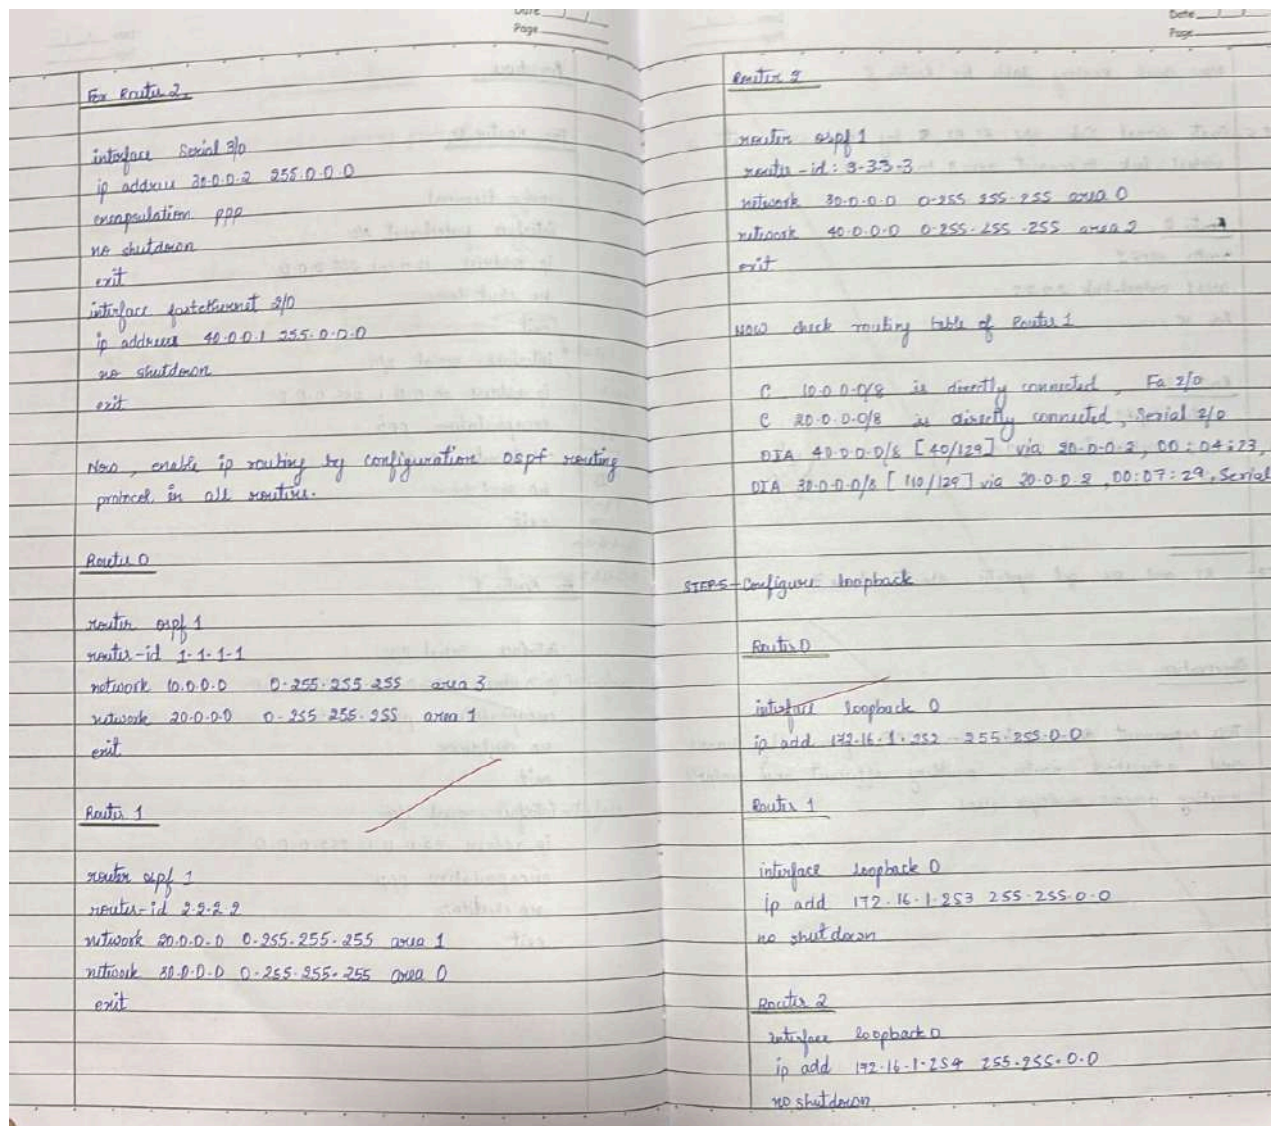 Date
Page
For Router 2.
interface Serial 3/0
ip address 30.0.0.2 255.0.0.0
encapsulation ppp
no shutdown
exit
interface fastethernet 2/0
ip address 40.0.0.1 255.0.0.0
no shutdown
exit
Now, enable ip routing by configuration ospf routing
protocol in all routers.
Router 0
router ospf 1
router-id 1.1.1.1
network 10.0.0.0 0.255.255.255 area 3
network 20.0.0.0 0.255.255.255 area 1
exit
Router 1
router ospf 1
router-id 2.2.2.2
network 20.0.0.0 0.255.255.255 area 1
network 30.0.0.0 0.255.255.255 area 0
exit
Date
Page
Router 2
router ospf 1
router-id: 3.3.3.3
network 30.0.0.0 0.255.255.255 area 0
network 40.0.0.0 0.255.255.255 area 2
exit
Now check routing table of Router 1
C 10.0.0.0/8 is directly connected, Fa 2/0
C 20.0.0.0/8 is directly connected, Serial 2/0
OIA 40.0.0.0/8 [40/129] via 20.0.0.2, 00:04:23,
OIA 30.0.0.0/8 [110/129] via 20.0.0.2, 00:07:29, Serial
STEP5- Configure loopback
Router 0
interface loopback 0
ip add 172.16.1.252 255.255.0.0
Router 1
interface loopback 0
ip add 172.16.1.253 255.255.0.0
no shutdown
Router 2
interface loopback 0
ip add 172.16.1.254 255.255.0.0
no shutdown